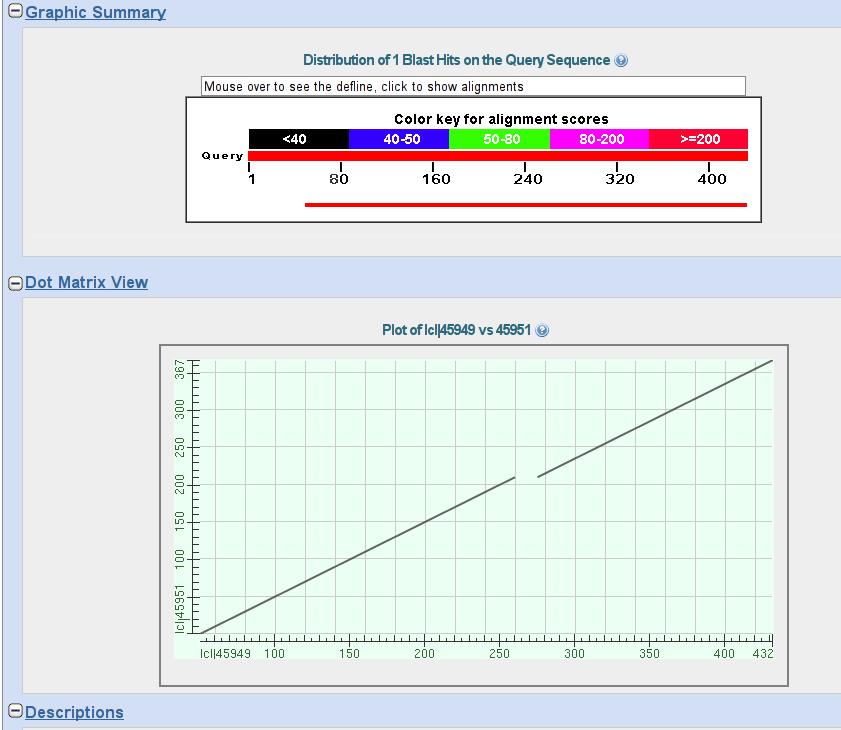 Graphic Summary
Distribution of 1 Blast Hits on the Query Sequence ?
Mouse over to see the defline, click to show alignments
Color key for alignment scores
<40 40-50 50-80 80-200 >=200
Query
1 80 160 240 320 400
Dot Matrix View
Plot of lcl|45949 vs 45951 ?
367
300
250
200
150
100
lcl|45951
lcl|45949 100 150 200 250 300 350 400 432
Descriptions